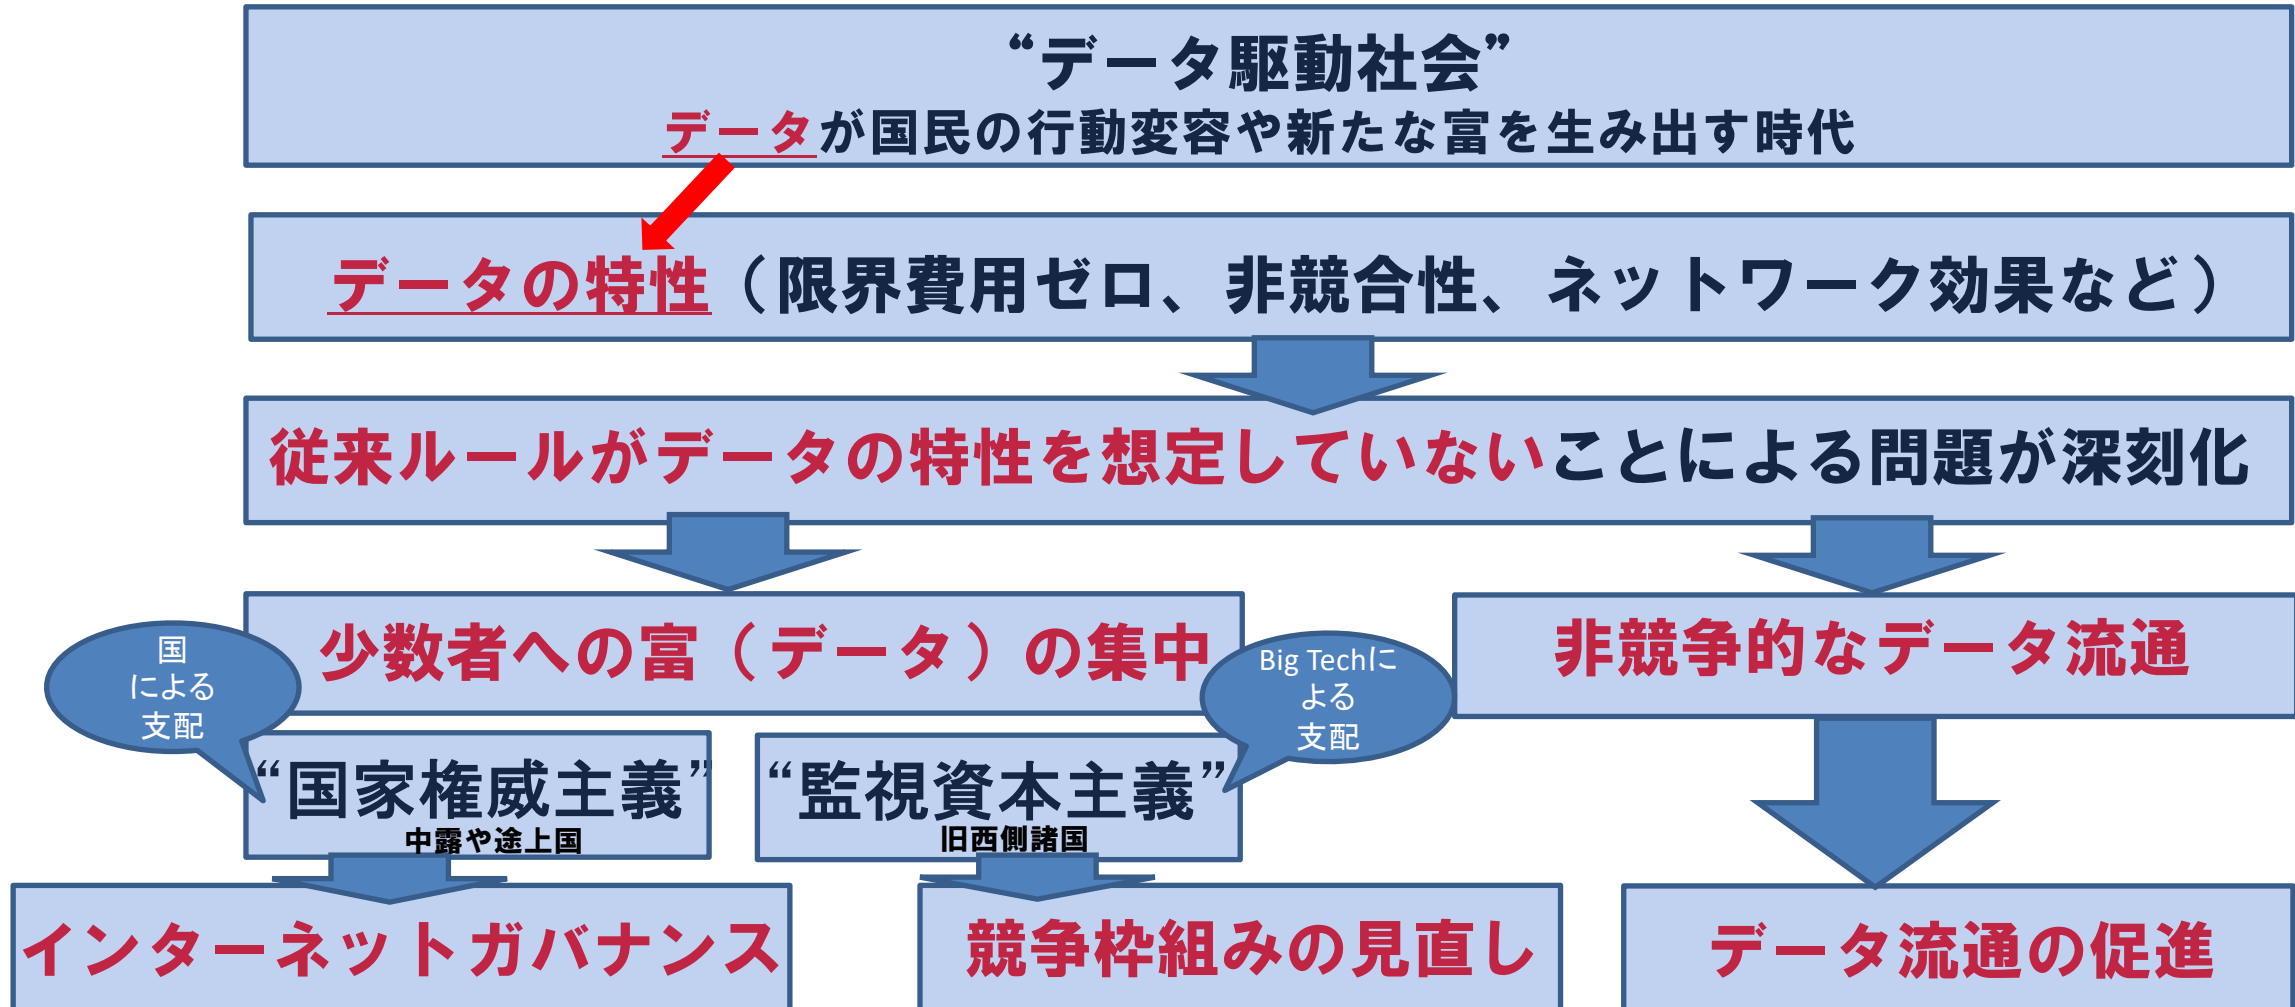 “データ駆動社会”
データが国民の行動変容や新たな富を生み出す時代
データの特性（限界費用ゼロ、非競合性、ネットワーク効果など）
従来ルールがデータの特性を想定していないことによる問題が深刻化
少数者への富（データ）の集中
非競争的なデータ流通
国
による
支配
Big Techに
よる
支配
“国家権威主義”
中露や途上国
“監視資本主義”
旧西側諸国
インターネットガバナンス
競争枠組みの見直し
データ流通の促進